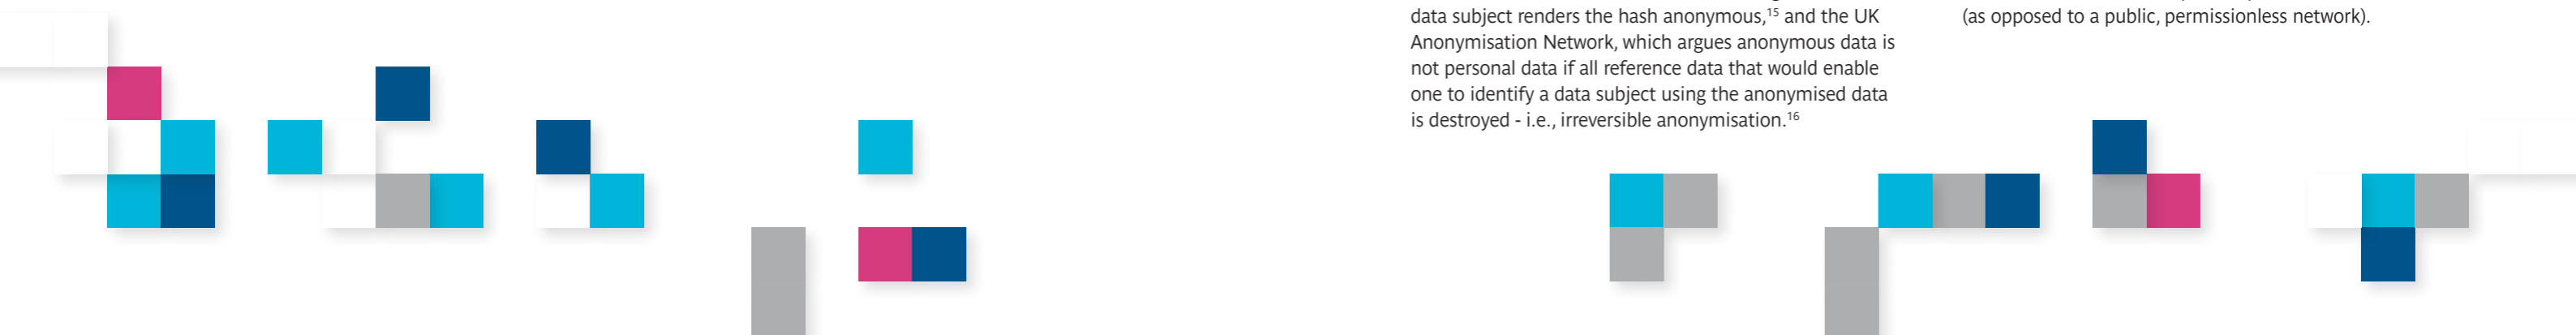 data subject renders the hash anonymous,¹⁵ and the UK
Anonymisation Network, which argues anonymous data is
not personal data if all reference data that would enable
one to identify a data subject using the anonymised data
is destroyed - i.e., irreversible anonymisation.¹⁶
(as opposed to a public, permissionless network).